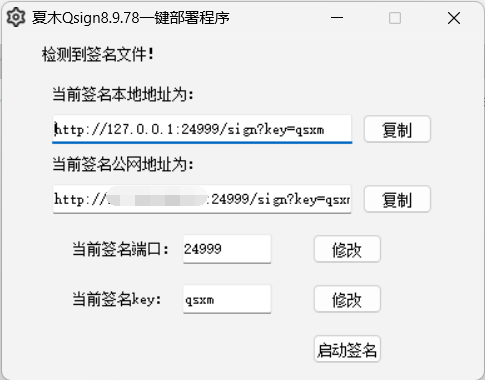 夏木Qsign8.9.78一键部署程序
检测到签名文件!
当前签名本地地址为:
http://127.0.0.1:24999/sign?key=qsxm 复制
当前签名公网地址为:
http:// :24999/sign?key=qsxm 复制
当前签名端口: 24999 修改
当前签名key: qsxm 修改
启动签名